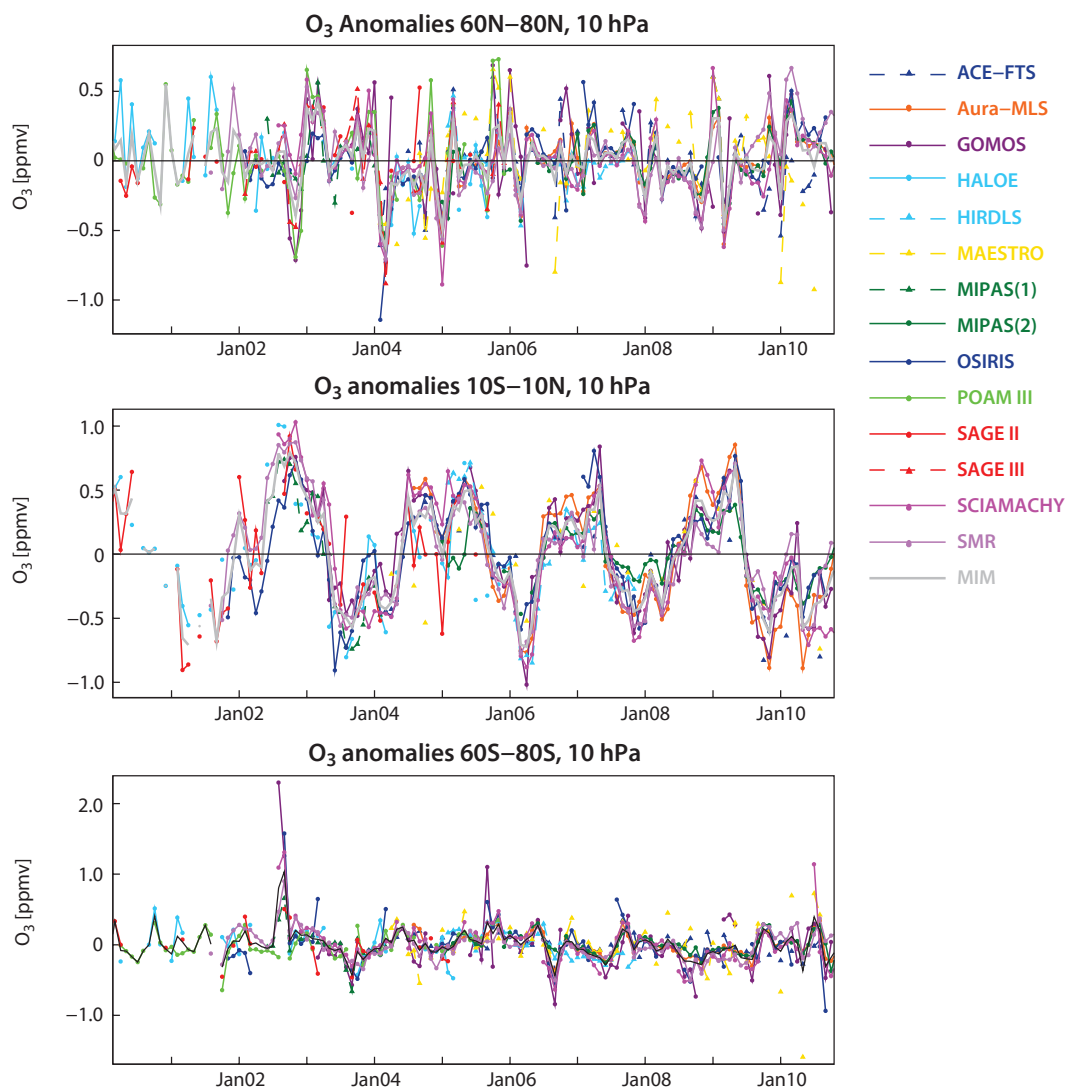 O₃ Anomalies 60N−80N, 10 hPa
O₃ [ppmv]
0.5
0
−0.5
−1.0
Jan02 Jan04 Jan06 Jan08 Jan10
O₃ anomalies 10S−10N, 10 hPa
O₃ [ppmv]
1.0
0.5
0
−0.5
−1.0
Jan02 Jan04 Jan06 Jan08 Jan10
O₃ anomalies 60S−80S, 10 hPa
O₃ [ppmv]
2.0
1.0
0
−1.0
Jan02 Jan04 Jan06 Jan08 Jan10
ACE−FTS
Aura−MLS
GOMOS
HALOE
HIRDLS
MAESTRO
MIPAS(1)
MIPAS(2)
OSIRIS
POAM III
SAGE II
SAGE III
SCIAMACHY
SMR
MIM